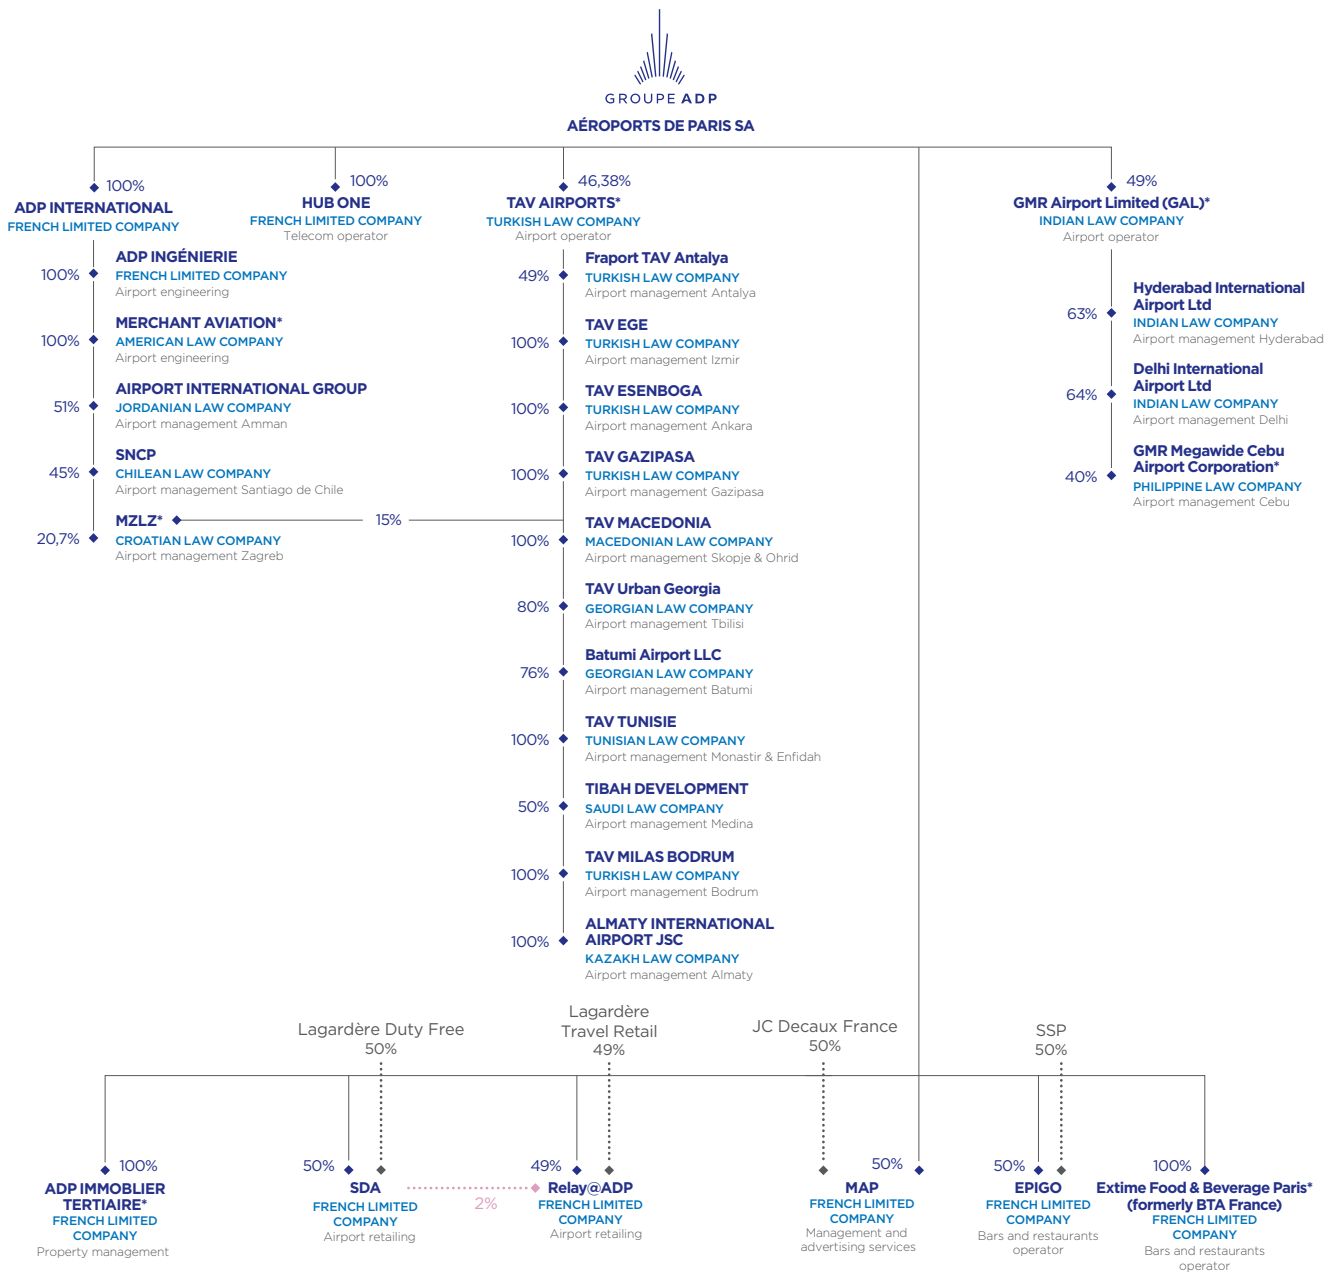 GROUPE ADP
AÉROPORTS DE PARIS SA
100%
ADP INTERNATIONAL
FRENCH LIMITED COMPANY
100%
ADP INGÉNIERIE
FRENCH LIMITED COMPANY
Airport engineering
100%
MERCHANT AVIATION*
AMERICAN LAW COMPANY
Airport engineering
51%
AIRPORT INTERNATIONAL GROUP
JORDANIAN LAW COMPANY
Airport management Amman
45%
SNCP
CHILEAN LAW COMPANY
Airport management Santiago de Chile
20,7%
MZLZ*
CROATIAN LAW COMPANY
Airport management Zagreb
15%
100%
HUB ONE
FRENCH LIMITED COMPANY
Telecom operator
46,38%
TAV AIRPORTS*
TURKISH LAW COMPANY
Airport operator
49%
Fraport TAV Antalya
TURKISH LAW COMPANY
Airport management Antalya
100%
TAV EGE
TURKISH LAW COMPANY
Airport management Izmir
100%
TAV ESENBOGA
TURKISH LAW COMPANY
Airport management Ankara
100%
TAV GAZIPASA
TURKISH LAW COMPANY
Airport management Gazipasa
100%
TAV MACEDONIA
MACEDONIAN LAW COMPANY
Airport management Skopje & Ohrid
80%
TAV Urban Georgia
GEORGIAN LAW COMPANY
Airport management Tbilisi
76%
Batumi Airport LLC
GEORGIAN LAW COMPANY
Airport management Batumi
100%
TAV TUNISIE
TUNISIAN LAW COMPANY
Airport management Monastir & Enfidah
50%
TIBAH DEVELOPMENT
SAUDI LAW COMPANY
Airport management Medina
100%
TAV MILAS BODRUM
TURKISH LAW COMPANY
Airport management Bodrum
100%
ALMATY INTERNATIONAL
AIRPORT JSC
KAZAKH LAW COMPANY
Airport management Almaty
49%
GMR Airport Limited (GAL)*
INDIAN LAW COMPANY
Airport operator
63%
Hyderabad International
Airport Ltd
INDIAN LAW COMPANY
Airport management Hyderabad
64%
Delhi International
Airport Ltd
INDIAN LAW COMPANY
Airport management Delhi
40%
GMR Megawide Cebu
Airport Corporation*
PHILIPPINE LAW COMPANY
Airport management Cebu
Lagardère Duty Free
50%
Lagardère
Travel Retail
49%
JC Decaux France
50%
SSP
50%
100%
ADP IMMOBLIER
TERTIAIRE*
FRENCH LIMITED
COMPANY
Property management
50%
SDA
FRENCH LIMITED
COMPANY
Airport retailing
2%
49%
Relay@ADP
FRENCH LIMITED
COMPANY
Airport retailing
50%
MAP
FRENCH LIMITED
COMPANY
Management and
advertising services
50%
EPIGO
FRENCH LIMITED
COMPANY
Bars and restaurants
operator
100%
Extime Food & Beverage Paris*
(formerly BTA France)
FRENCH LIMITED
COMPANY
Bars and restaurants
operator